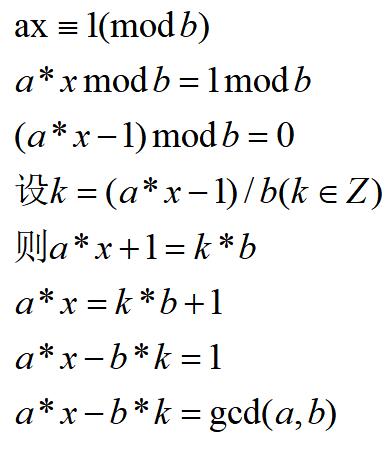 ax ≡ 1(mod b)
a * x mod b = 1 mod b
(a * x − 1) mod b = 0
设k = (a * x − 1) / b(k ∈ Z)
则a * x + 1 = k * b
a * x = k * b + 1
a * x − b * k = 1
a * x − b * k = gcd(a, b)